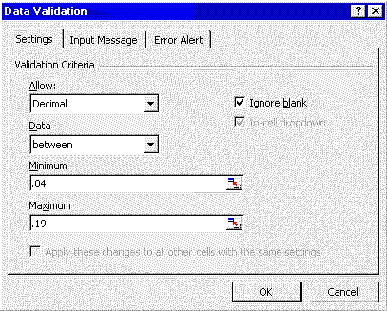 Data Validation
Settings
Input Message
Error Alert
Validation Criteria
Allow:
Decimal
Ignore blank
In-cell dropdown
Data
between
Minimum
.04
Maximum
.19
Apply these changes to all other cells with the same settings
OK
Cancel